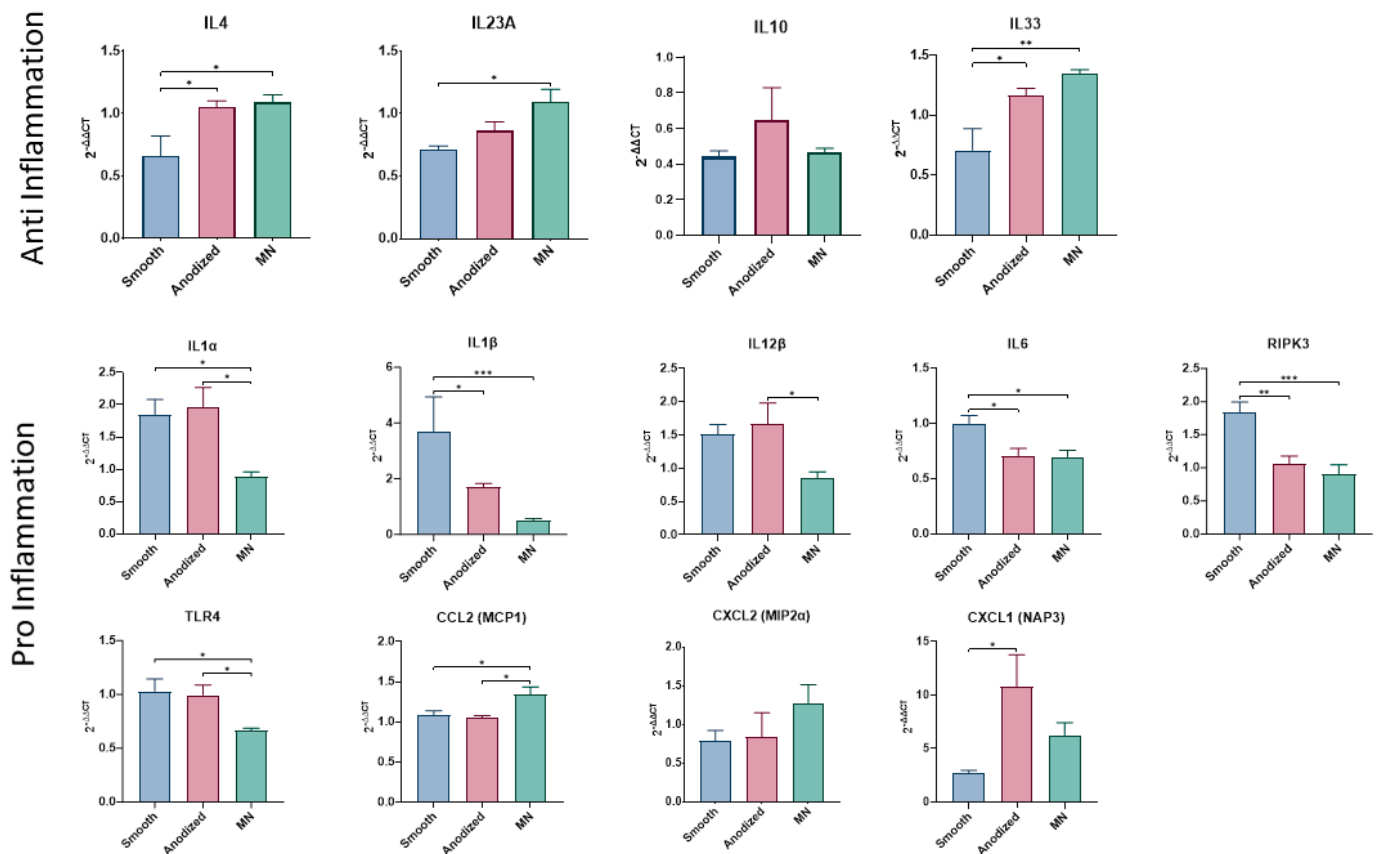 Anti Inflammation
IL4
IL23A
IL10
IL33
1.5
1.0
0.5
0.0
2-ΔΔCT
*
*
Smooth
Anodized
MN
1.5
1.0
0.5
0.0
2-ΔΔCT
*
Smooth
Anodized
MN
1.0
0.8
0.6
0.4
0.2
0.0
2-ΔΔCT
Smooth
Anodized
MN
1.5
1.0
0.5
0.0
2-ΔΔCT
**
*
Smooth
Anodized
MN
Pro Inflammation
IL1α
IL1β
IL12β
IL6
RIPK3
2.5
2.0
1.5
1.0
0.5
0.0
2-ΔΔCT
*
*
Smooth
Anodized
MN
6
4
2
0
2-ΔΔCT
***
*
Smooth
Anodized
MN
2.5
2.0
1.5
1.0
0.5
0.0
2-ΔΔCT
*
Smooth
Anodized
MN
1.5
1.0
0.5
0.0
2-ΔΔCT
*
*
Smooth
Anodized
MN
2.5
2.0
1.5
1.0
0.5
0.0
2-ΔΔCT
***
**
Smooth
Anodized
MN
TLR4
CCL2 (MCP1)
CXCL2 (MIP2α)
CXCL1 (NAP3)
1.5
1.0
0.5
0.0
2-ΔΔCT
*
*
Smooth
Anodized
MN
2.0
1.5
1.0
0.5
0.0
2-ΔΔCT
*
*
Smooth
Anodized
MN
2.0
1.5
1.0
0.5
0.0
2-ΔΔCT
Smooth
Anodized
MN
15
10
5
0
2-ΔΔCT
*
Smooth
Anodized
MN